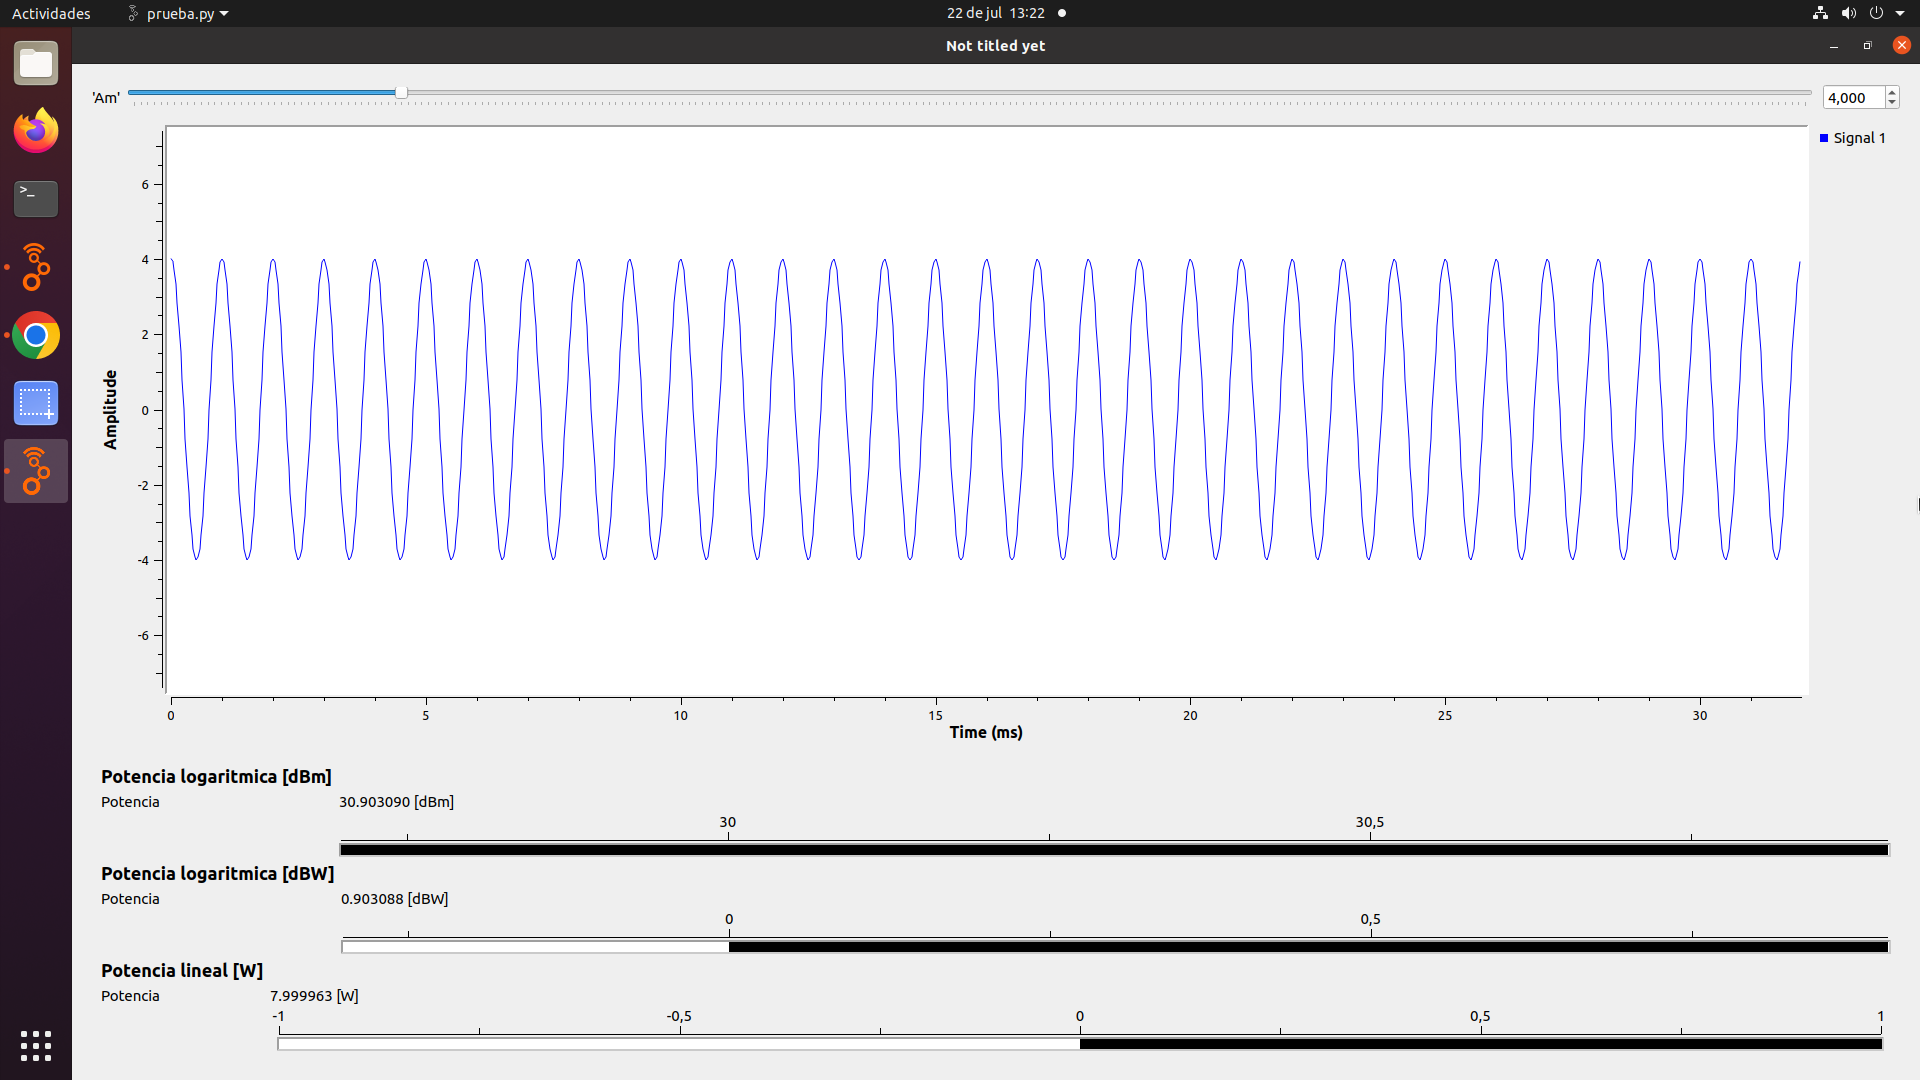 Actividades prueba.py 22 de jul 13:22
Not titled yet
'Am' 4,000
Signal 1
6
4
2
0
-2
-4
-6
Amplitude
0 5 10 15 20 25 30
Time (ms)
Potencia logaritmica [dBm]
Potencia 30.903090 [dBm]
30 30,5
Potencia logaritmica [dBW]
Potencia 0.903088 [dBW]
0 0,5
Potencia lineal [W]
Potencia 7.999963 [W]
-1 -0,5 0 0,5 1